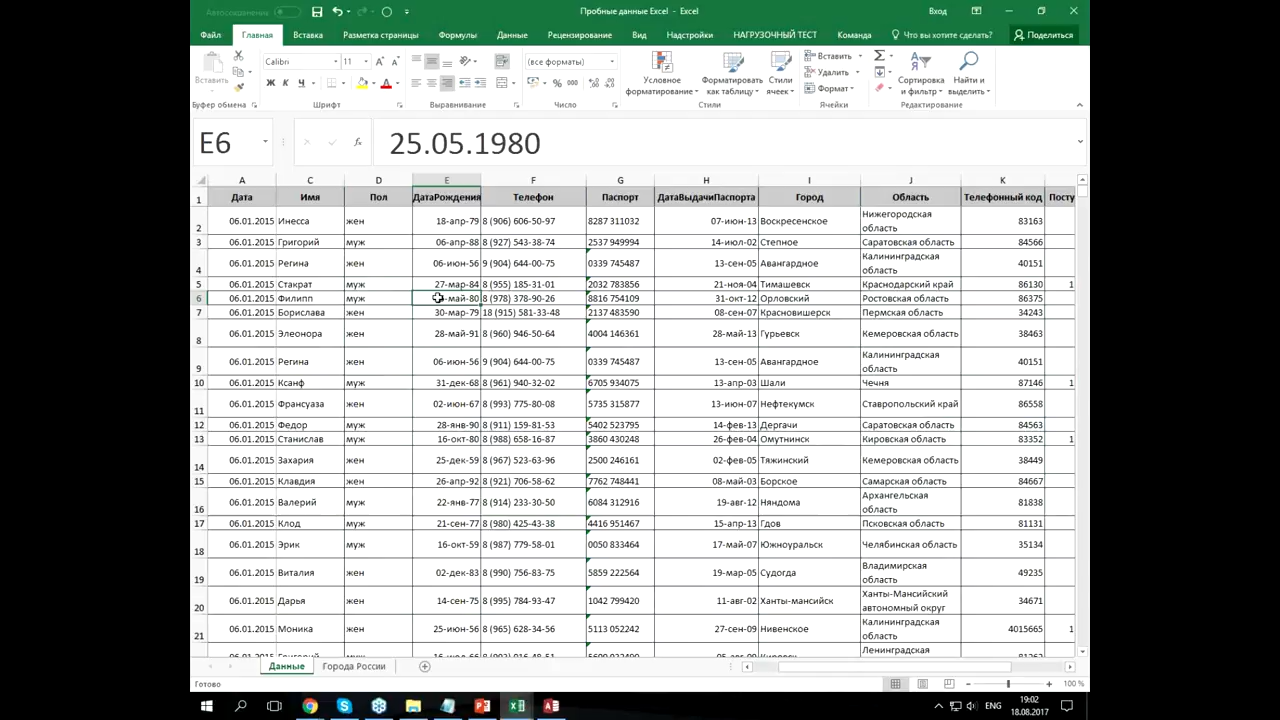 Автосохранение
Пробные данные Excel - Excel
Вход
Файл Главная Вставка Разметка страницы Формулы Данные Рецензирование Вид Надстройки НАГРУЗОЧНЫЙ ТЕСТ Команда Что вы хотите сделать? Поделиться
Вставить
Calibri 11
Ж К Ч
(все форматы)
% 000
Условное форматирование
Форматировать как таблицу
Стили ячеек
Вставить
Удалить
Формат
Сортировка и фильтр
Найти и выделить
Буфер обмена Шрифт Выравнивание Число Стили Ячейки Редактирование
E6 fx 25.05.1980
A C D E F G H I J K
1 Дата Имя Пол ДатаРождения Телефон Паспорт ДатаВыдачиПаспорта Город Область Телефонный код Посту
2 06.01.2015 Инесса жен 18-апр-79 8 (906) 606-50-97 8287 311032 07-июн-13 Воскресенское Нижегородская область 83163
3 06.01.2015 Григорий муж 06-апр-88 8 (927) 543-38-74 2537 949994 14-июл-02 Степное Саратовская область 84566
4 06.01.2015 Регина жен 06-июн-56 9 (904) 644-00-75 0339 745487 13-сен-05 Авангардное Калининградская область 40151
5 06.01.2015 Стакрат муж 27-мар-84 8 (955) 185-31-01 2032 783856 21-ноя-04 Тимашевск Краснодарский край 86130 1
6 06.01.2015 Филипп муж -май-80 8 (978) 378-90-26 8816 754109 31-окт-12 Орловский Ростовская область 86375
7 06.01.2015 Борислава жен 30-мар-79 18 (915) 581-33-48 2137 483590 08-сен-07 Красновишерск Пермская область 34243
8 06.01.2015 Элеонора жен 28-май-91 8 (960) 946-50-64 4004 146361 28-май-13 Гурьевск Кемеровская область 38463
9 06.01.2015 Регина жен 06-июн-56 9 (904) 644-00-75 0339 745487 13-сен-05 Авангардное Калининградская область 40151
10 06.01.2015 Ксанф муж 31-дек-68 8 (961) 940-32-02 6705 934075 13-апр-03 Шали Чечня 87146 1
11 06.01.2015 Франсуаза жен 02-июн-67 8 (993) 775-80-08 5735 315877 13-июн-07 Нефтекумск Ставропольский край 86558
12 06.01.2015 Федор муж 28-янв-90 8 (911) 159-81-53 5402 523795 14-фев-13 Дергачи Саратовская область 84563
13 06.01.2015 Станислав муж 16-окт-80 8 (988) 658-16-87 3860 430248 26-фев-04 Омутнинск Кировская область 83352 1
14 06.01.2015 Захария муж 25-дек-59 8 (967) 523-63-96 2500 246161 02-фев-05 Тяжинский Кемеровская область 38449
15 06.01.2015 Клавдия жен 26-апр-92 8 (921) 706-58-62 7762 748441 08-май-03 Борское Самарская область 84667
16 06.01.2015 Валерий муж 22-янв-77 8 (914) 233-30-50 6084 312916 19-авг-12 Няндома Архангельская область 81838
17 06.01.2015 Клод муж 21-сен-77 8 (980) 425-43-38 4416 951467 15-апр-13 Гдов Псковская область 81131
18 06.01.2015 Эрик муж 16-окт-59 8 (987) 779-58-01 0050 833464 17-май-07 Южноуральск Челябинская область 35134
19 06.01.2015 Виталия жен 02-дек-83 8 (990) 756-83-75 5859 222564 19-мар-05 Судогда Владимирская область 49235
20 06.01.2015 Дарья жен 14-сен-75 8 (995) 784-93-47 1042 799420 11-авг-02 Ханты-мансийск Ханты-Мансийский автономный округ 34671
21 06.01.2015 Моника жен 25-июн-56 8 (965) 628-34-56 5113 052242 27-сен-09 Нивенское Калининградская область 4015665 1
Ленинградская
Данные Города России
Готово 100 %
ENG 19:02
18.08.2017